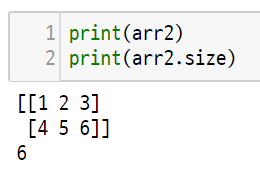 1 print(arr2)
2 print(arr2.size)
[[1 2 3]
 [4 5 6]]
6